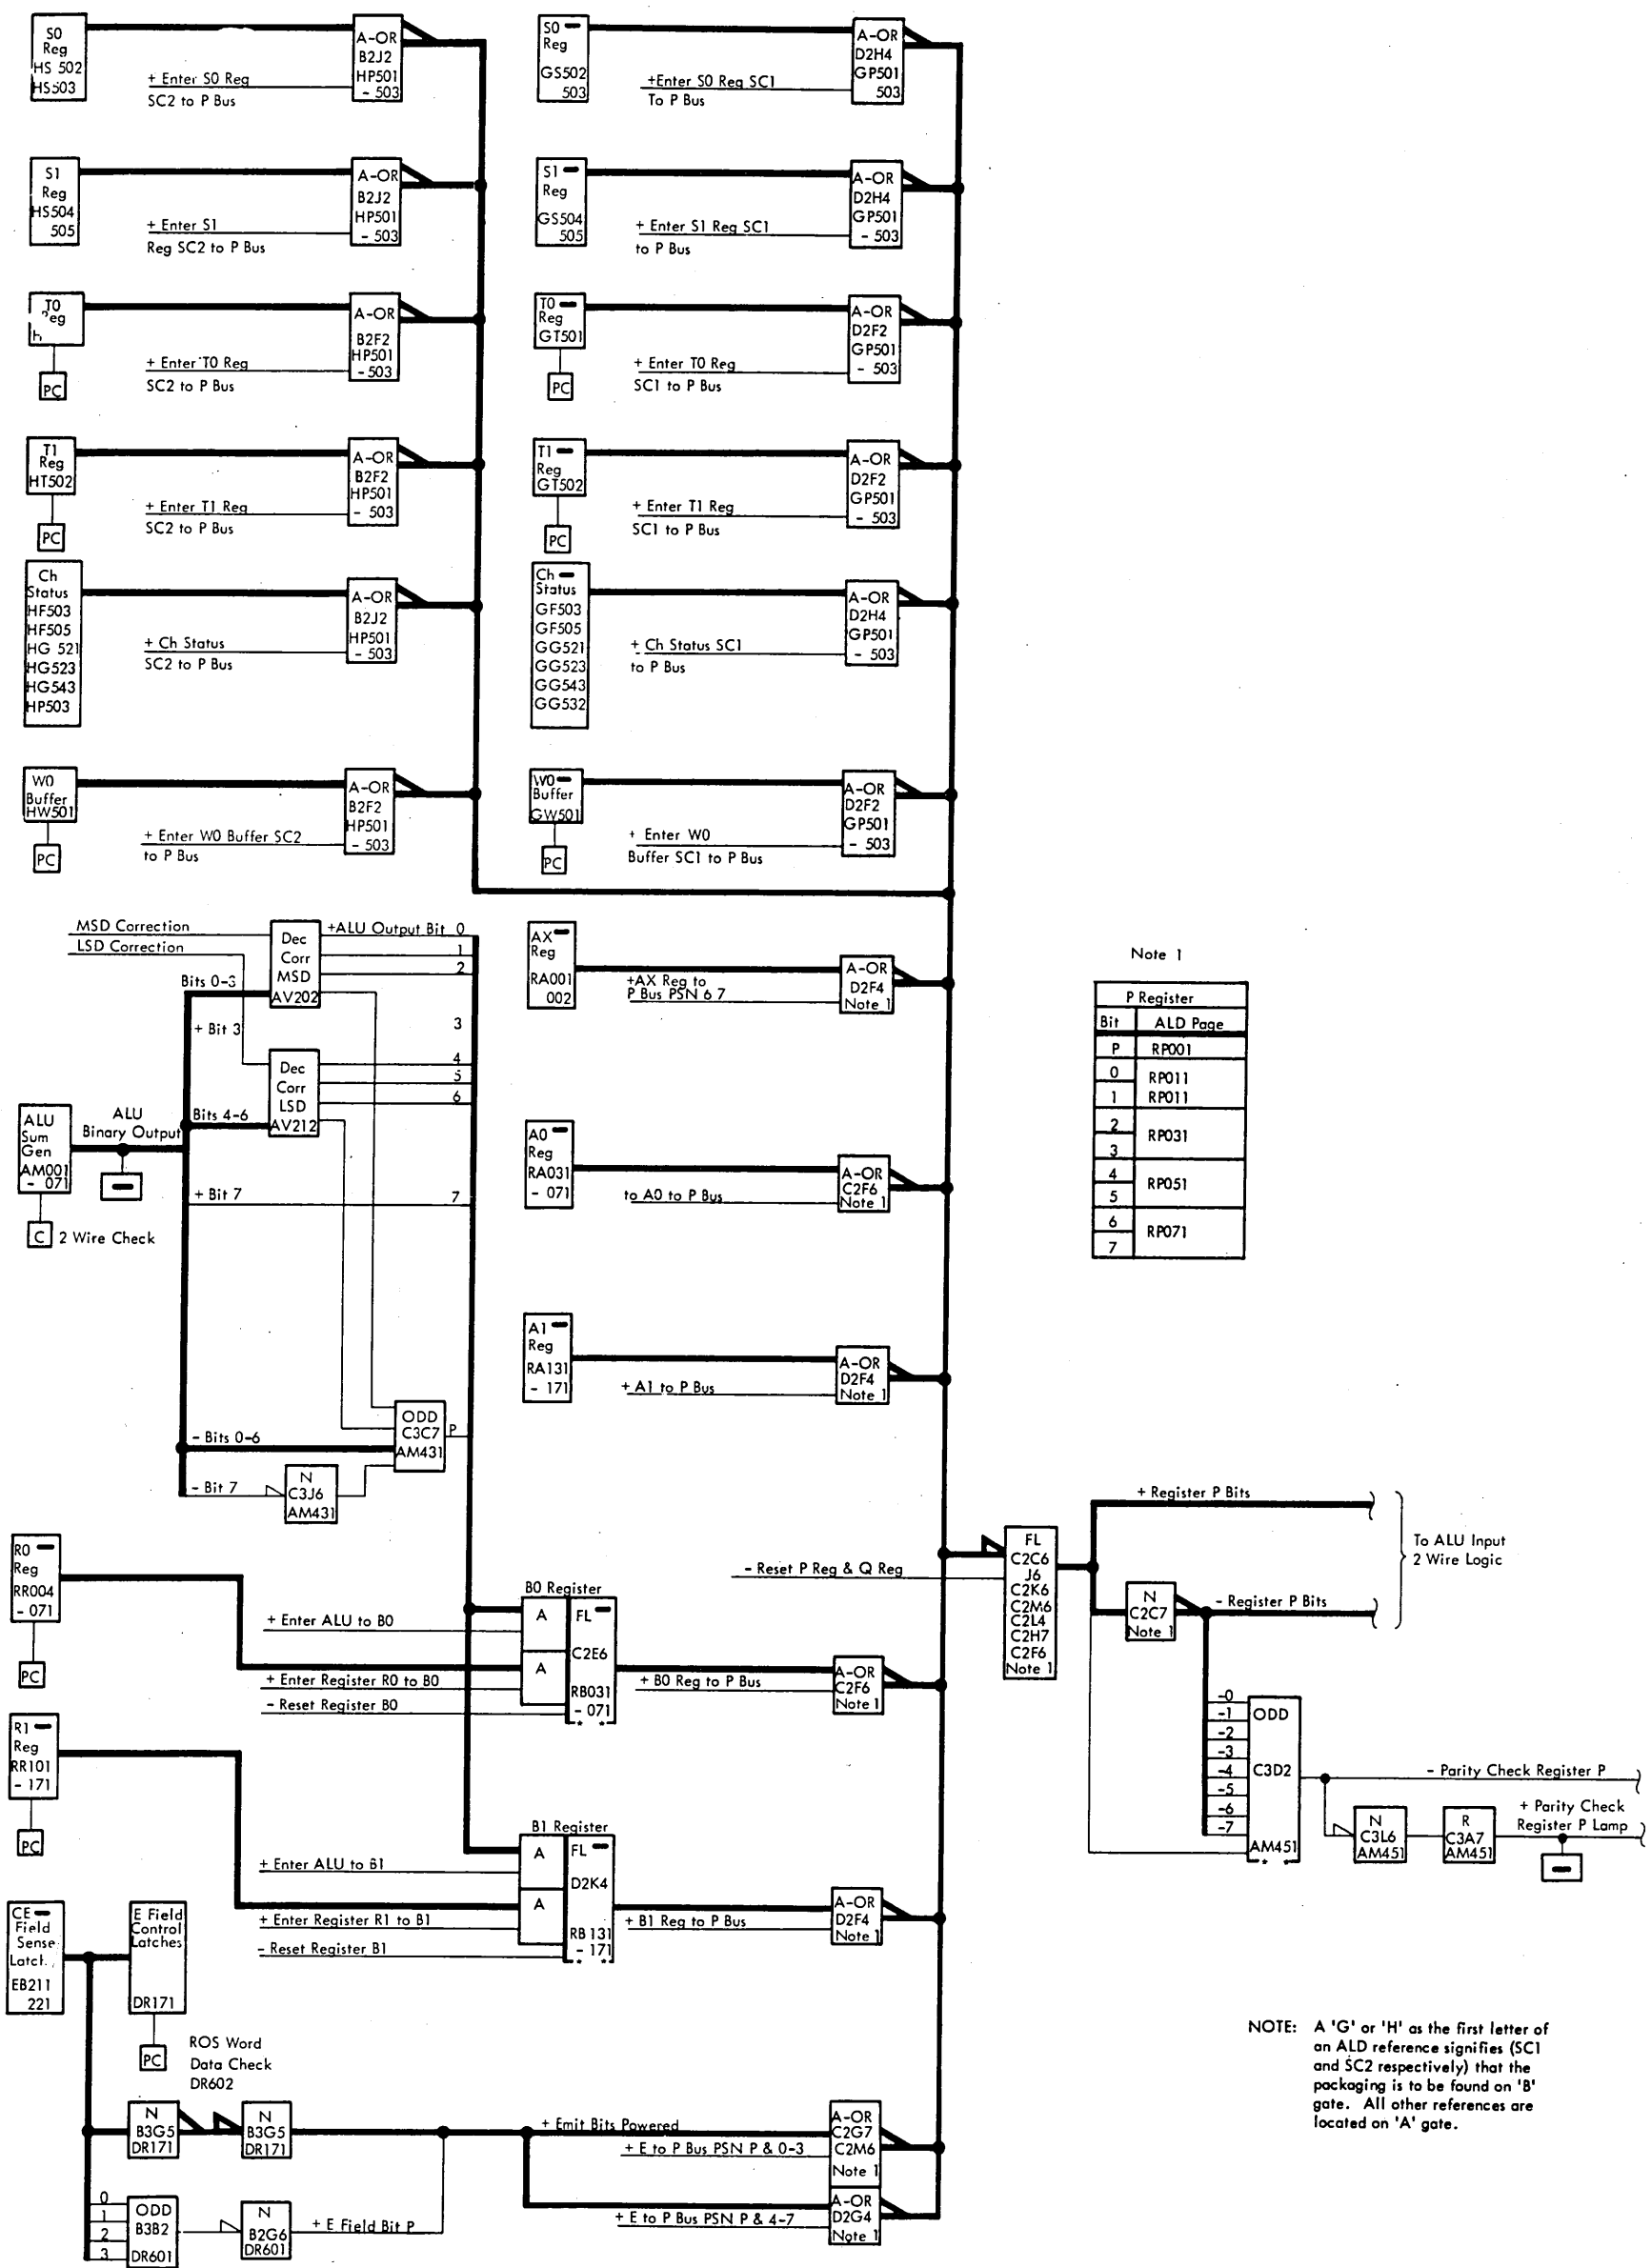 S0
Reg
HS 502
HS503
+ Enter S0 Reg
SC2 to P Bus
A-OR
B2J2
HP501
- 503
S0
Reg
GS502
503
+Enter S0 Reg SC1
To P Bus
A-OR
D2H4
GP501
503
S1
Reg
HS504
505
+ Enter S1
Reg SC2 to P Bus
A-OR
B2J2
HP501
- 503
S1
Reg
GS504
505
+ Enter S1 Reg SC1
to P Bus
A-OR
D2H4
GP501
- 503
T0
Reg
PC
+ Enter T0 Reg
SC2 to P Bus
A-OR
B2F2
HP501
- 503
T0
Reg
GT501
PC
+ Enter T0 Reg
SC1 to P Bus
A-OR
D2F2
GP501
- 503
T1
Reg
HT502
PC
+ Enter T1 Reg
SC2 to P Bus
A-OR
B2F2
HP501
- 503
T1
Reg
GT502
PC
+ Enter T1 Reg
SC1 to P Bus
A-OR
D2F2
GP501
- 503
Ch
Status
HF503
HF505
HG 521
HG523
HG543
HP503
+ Ch Status
SC2 to P Bus
A-OR
B2J2
HP501
- 503
Ch
Status
GF503
GF505
GG521
GG523
GG543
GG532
+ Ch Status SC1
to P Bus
A-OR
D2H4
GP501
- 503
W0
Buffer
HW501
PC
+ Enter W0 Buffer SC2
to P Bus
A-OR
B2F2
HP501
- 503
W0
Buffer
GW501
PC
+ Enter W0
Buffer SC1 to P Bus
A-OR
D2F2
GP501
- 503
MSD Correction
LSD Correction
Bits 0-3
Dec
Corr
MSD
AV202
+ALU Output Bit 0
1
2
+ Bit 3
3
Dec
Corr
LSD
AV212
4
5
6
Bits 4-6
ALU
Sum
Gen
AM001
- 071
ALU
Binary Output
C
2 Wire Check
+ Bit 7
7
AX
Reg
RA001
002
+AX Reg to
P Bus PSN 6 7
A-OR
D2F4
Note 1
A0
Reg
RA031
- 071
to A0 to P Bus
A-OR
C2F6
Note 1
A1
Reg
RA131
- 171
+ A1 to P Bus
A-OR
D2F4
Note 1
Note 1
P Register
Bit ALD Page
P RP001
0 RP011
1 RP011
2
3 RP031
4
5 RP051
6
7 RP071
ODD
C3C7
AM431
P
- Bits 0-6
- Bit 7
N
C3J6
AM431
R0
Reg
RR004
- 071
PC
B0 Register
+ Enter ALU to B0
+ Enter Register R0 to B0
- Reset Register B0
A
A
FL
C2E6
RB031
- 071
+ B0 Reg to P Bus
A-OR
C2F6
Note 1
- Reset P Reg & Q Reg
FL
C2C6
J6
C2K6
C2M6
C2L4
C2H7
C2F6
Note 1
+ Register P Bits
N
C2C7
Note 1
- Register P Bits
To ALU Input
2 Wire Logic
-0
-1
-2
-3
-4
-5
-6
-7
ODD
C3D2
AM451
- Parity Check Register P
N
C3L6
AM451
R
C3A7
AM451
+ Parity Check
Register P Lamp
R1
Reg
RR101
- 171
PC
B1 Register
+ Enter ALU to B1
+ Enter Register R1 to B1
- Reset Register B1
A
A
FL
D2K4
RB 131
- 171
+ B1 Reg to P Bus
A-OR
D2F4
Note 1
CE
Field
Sense
EB211
221
E Field
Control
Latches
DR171
PC
ROS Word
Data Check
DR602
N
B3G5
DR171
N
B3G5
DR171
+ Emit Bits Powered
+ E to P Bus PSN P & 0-3
A-OR
C2G7
C2M6
Note 1
0
1
2
3
ODD
B3B2
DR601
N
B2G6
DR601
+ E Field Bit P
+ E to P Bus PSN P & 4-7
A-OR
D2G4
Note 1
NOTE: A 'G' or 'H' as the first letter of
an ALD reference signifies (SC1
and SC2 respectively) that the
packaging is to be found on 'B'
gate. All other references are
located on 'A' gate.